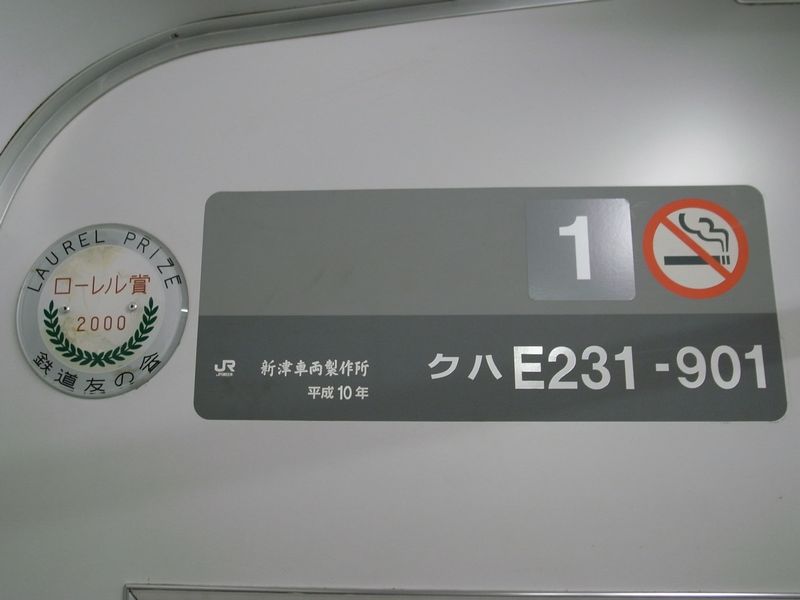 LAUREL PRIZE
ローレル賞
2000
鉄道友の会
1
JR
新津車両製作所
平成10年
クハE231-901